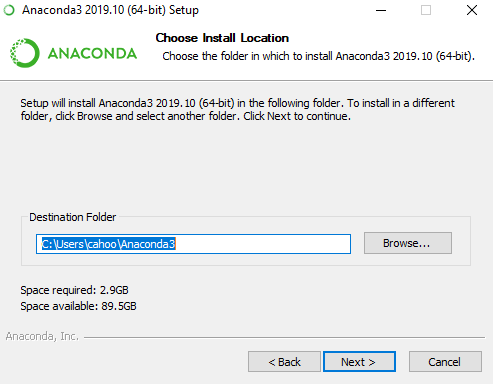 Anaconda3 2019.10 (64-bit) Setup
ANACONDA
Choose Install Location
Choose the folder in which to install Anaconda3 2019.10 (64-bit).
Setup will install Anaconda3 2019.10 (64-bit) in the following folder. To install in a different
folder, click Browse and select another folder. Click Next to continue.
Destination Folder
C:\Users\cahoo\Anaconda3
Browse...
Space required: 2.9GB
Space available: 89.5GB
Anaconda, Inc.
< Back
Next >
Cancel